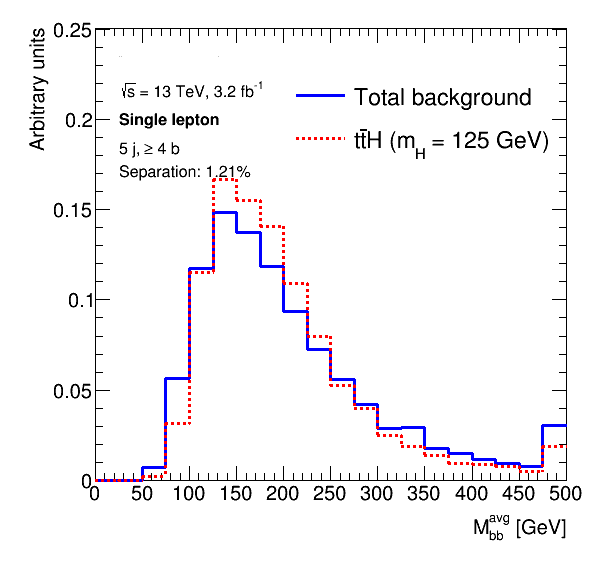 Arbitrary units
0.25
0.2
0.15
0.1
0.05
0
√s = 13 TeV, 3.2 fb⁻¹
Single lepton
5 j, ≥ 4 b
Separation: 1.21%
Total background
tt̄H (m_H = 125 GeV)
0 50 100 150 200 250 300 350 400 450 500
M_bb^avg [GeV]